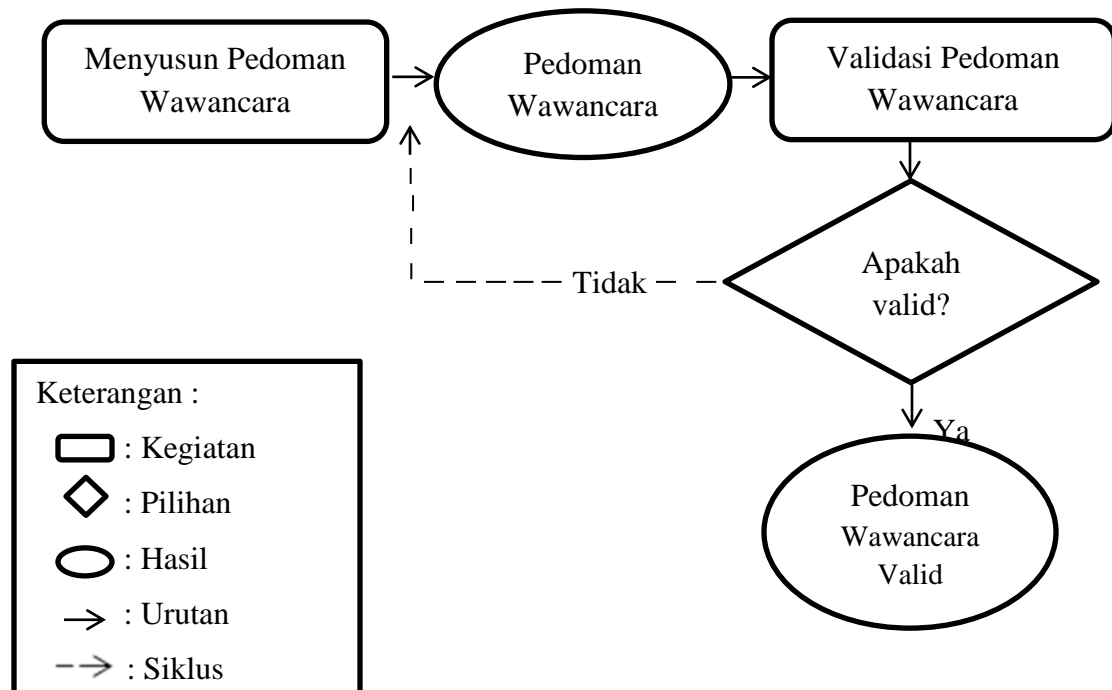 Menyusun Pedoman
Wawancara
Pedoman
Wawancara
Validasi Pedoman
Wawancara
Apakah
valid?
Tidak
Ya
Pedoman
Wawancara
Valid
Keterangan :
: Kegiatan
: Pilihan
: Hasil
: Urutan
: Siklus